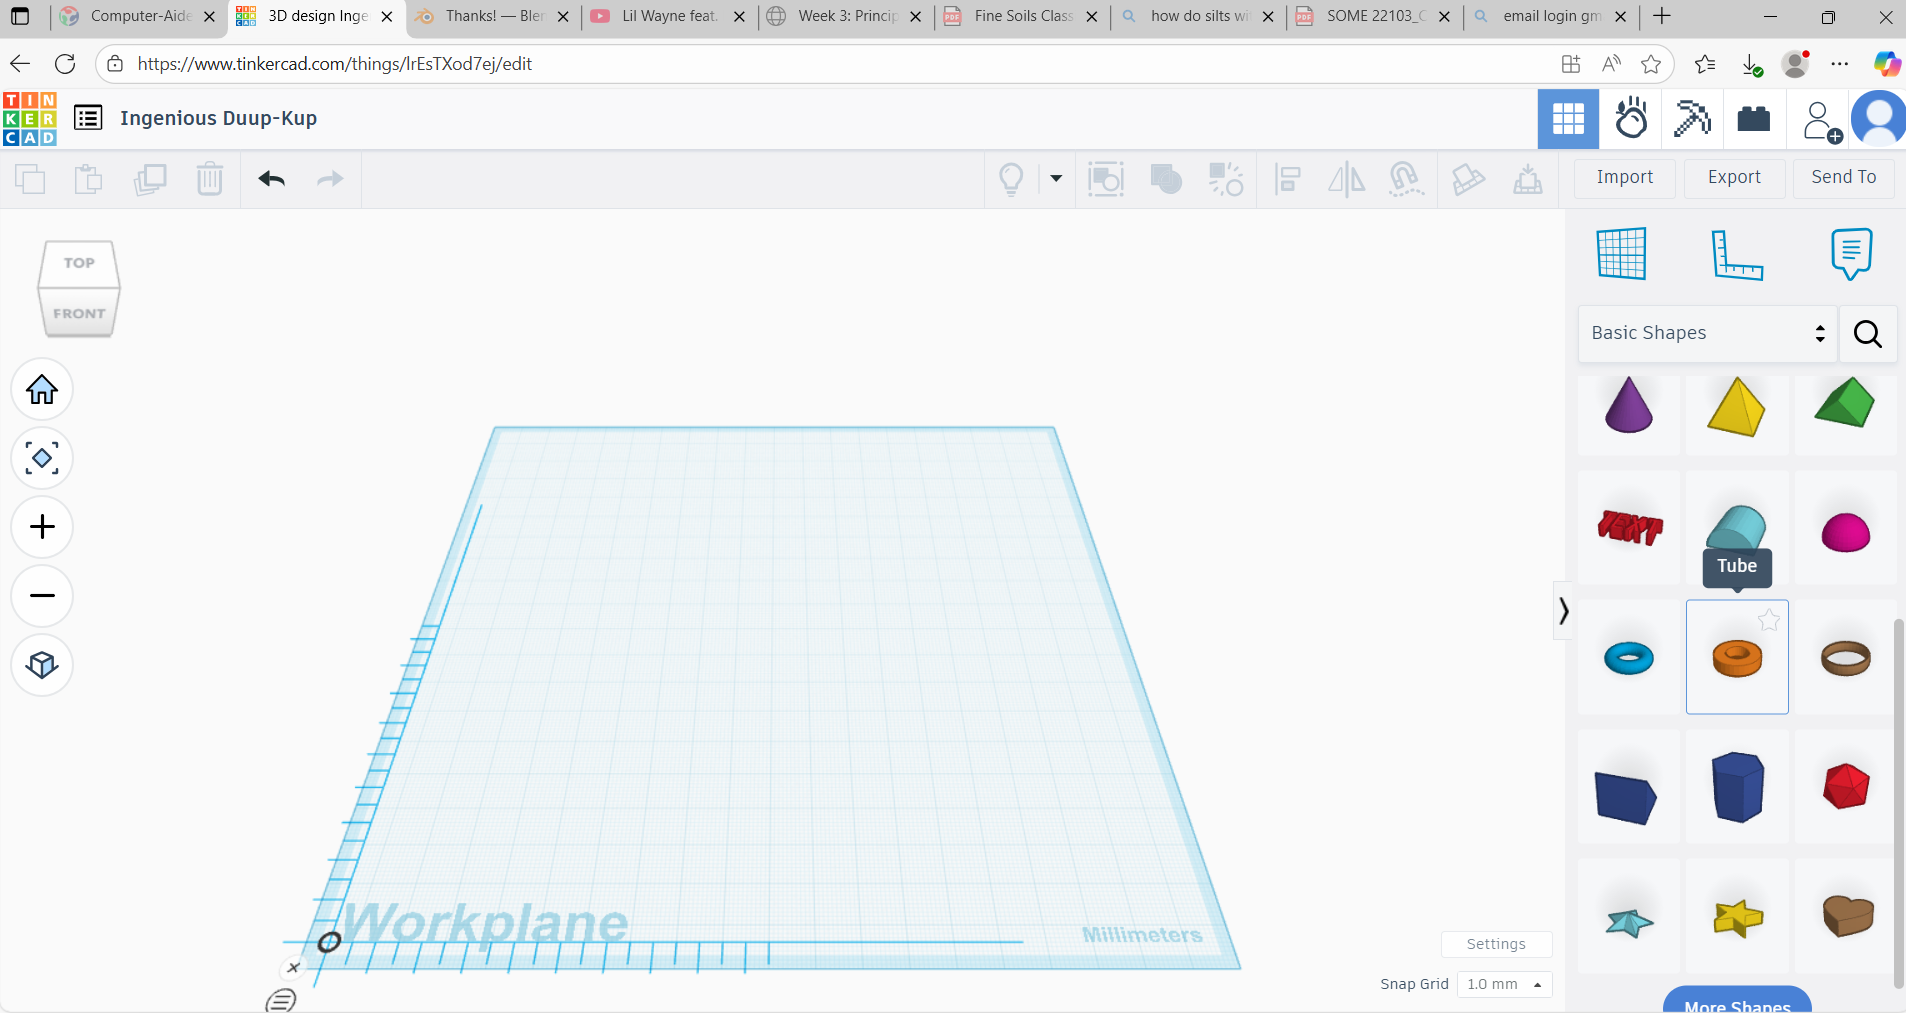 Computer-Aide
3D design Inge
Thanks! — Bler
Lil Wayne feat.
Week 3: Princip
Fine Soils Class
how do silts wi
SOME 22103_C
email login gm
https://www.tinkercad.com/things/lrEsTXod7ej/edit
TIN
KER
CAD
Ingenious Duup-Kup
Import
Export
Send To
TOP
FRONT
Basic Shapes
TEXT
Tube
Workplane
Millimeters
Settings
Snap Grid
1.0 mm
More Shapes